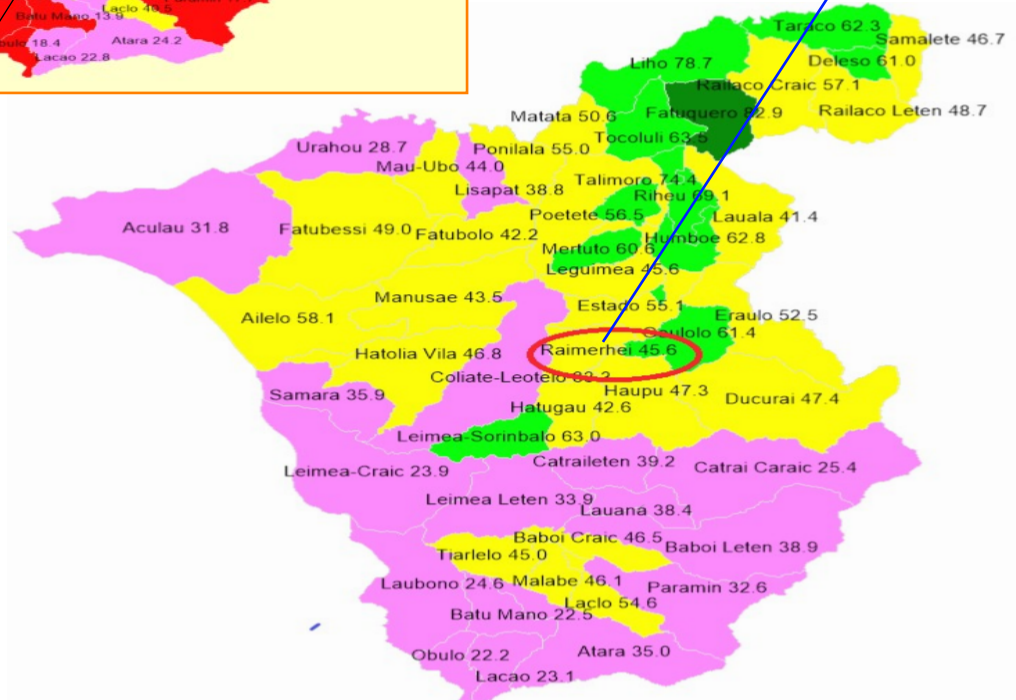 Laclo 49.5
Batu Mano 13.9
Atara 24.2
18.4
Lacao 22.8
Taraco 62.3
Samalete 46.7
Liho 78.7
Deleso 61.0
Railaco Craic 57.1
Fatuquero 82.9
Railaco Leten 48.7
Matata 50.6
Tocoluli 63.5
Urahou 28.7
Ponilala 55.0
Mau-Ubo 44.0
Lisapat 38.8
Talimoro 74.4
Riheu 69.1
Poetete 56.5
Lauala 41.4
Aculau 31.8
Fatubessi 49.0
Fatubolo 42.2
Humboe 62.8
Mertuto 60.6
Leguimea 45.6
Manusae 43.5
Estado 55.1
Ailelo 58.1
Eraulo 52.5
61.4
Raimerhei 45.6
Hatolia Vila 46.8
Coliate-Leotelo
Haupu 47.3
Samara 35.9
Ducurai 47.4
Hatugau 42.6
Leimea-Sorinbalo 63.0
Catraileten 39.2
Catrai Caraic 25.4
Leimea-Craic 23.9
Leimea Leten 33.9
Lauana 38.4
Baboi Craic 46.5
Baboi Leten 38.9
Tiarlelo 45.0
Laubono 24.6
Malabe 46.1
Paramin 32.6
Laclo 54.6
Batu Mano 22.5
Atara 35.0
Obulo 22.2
Lacao 23.1